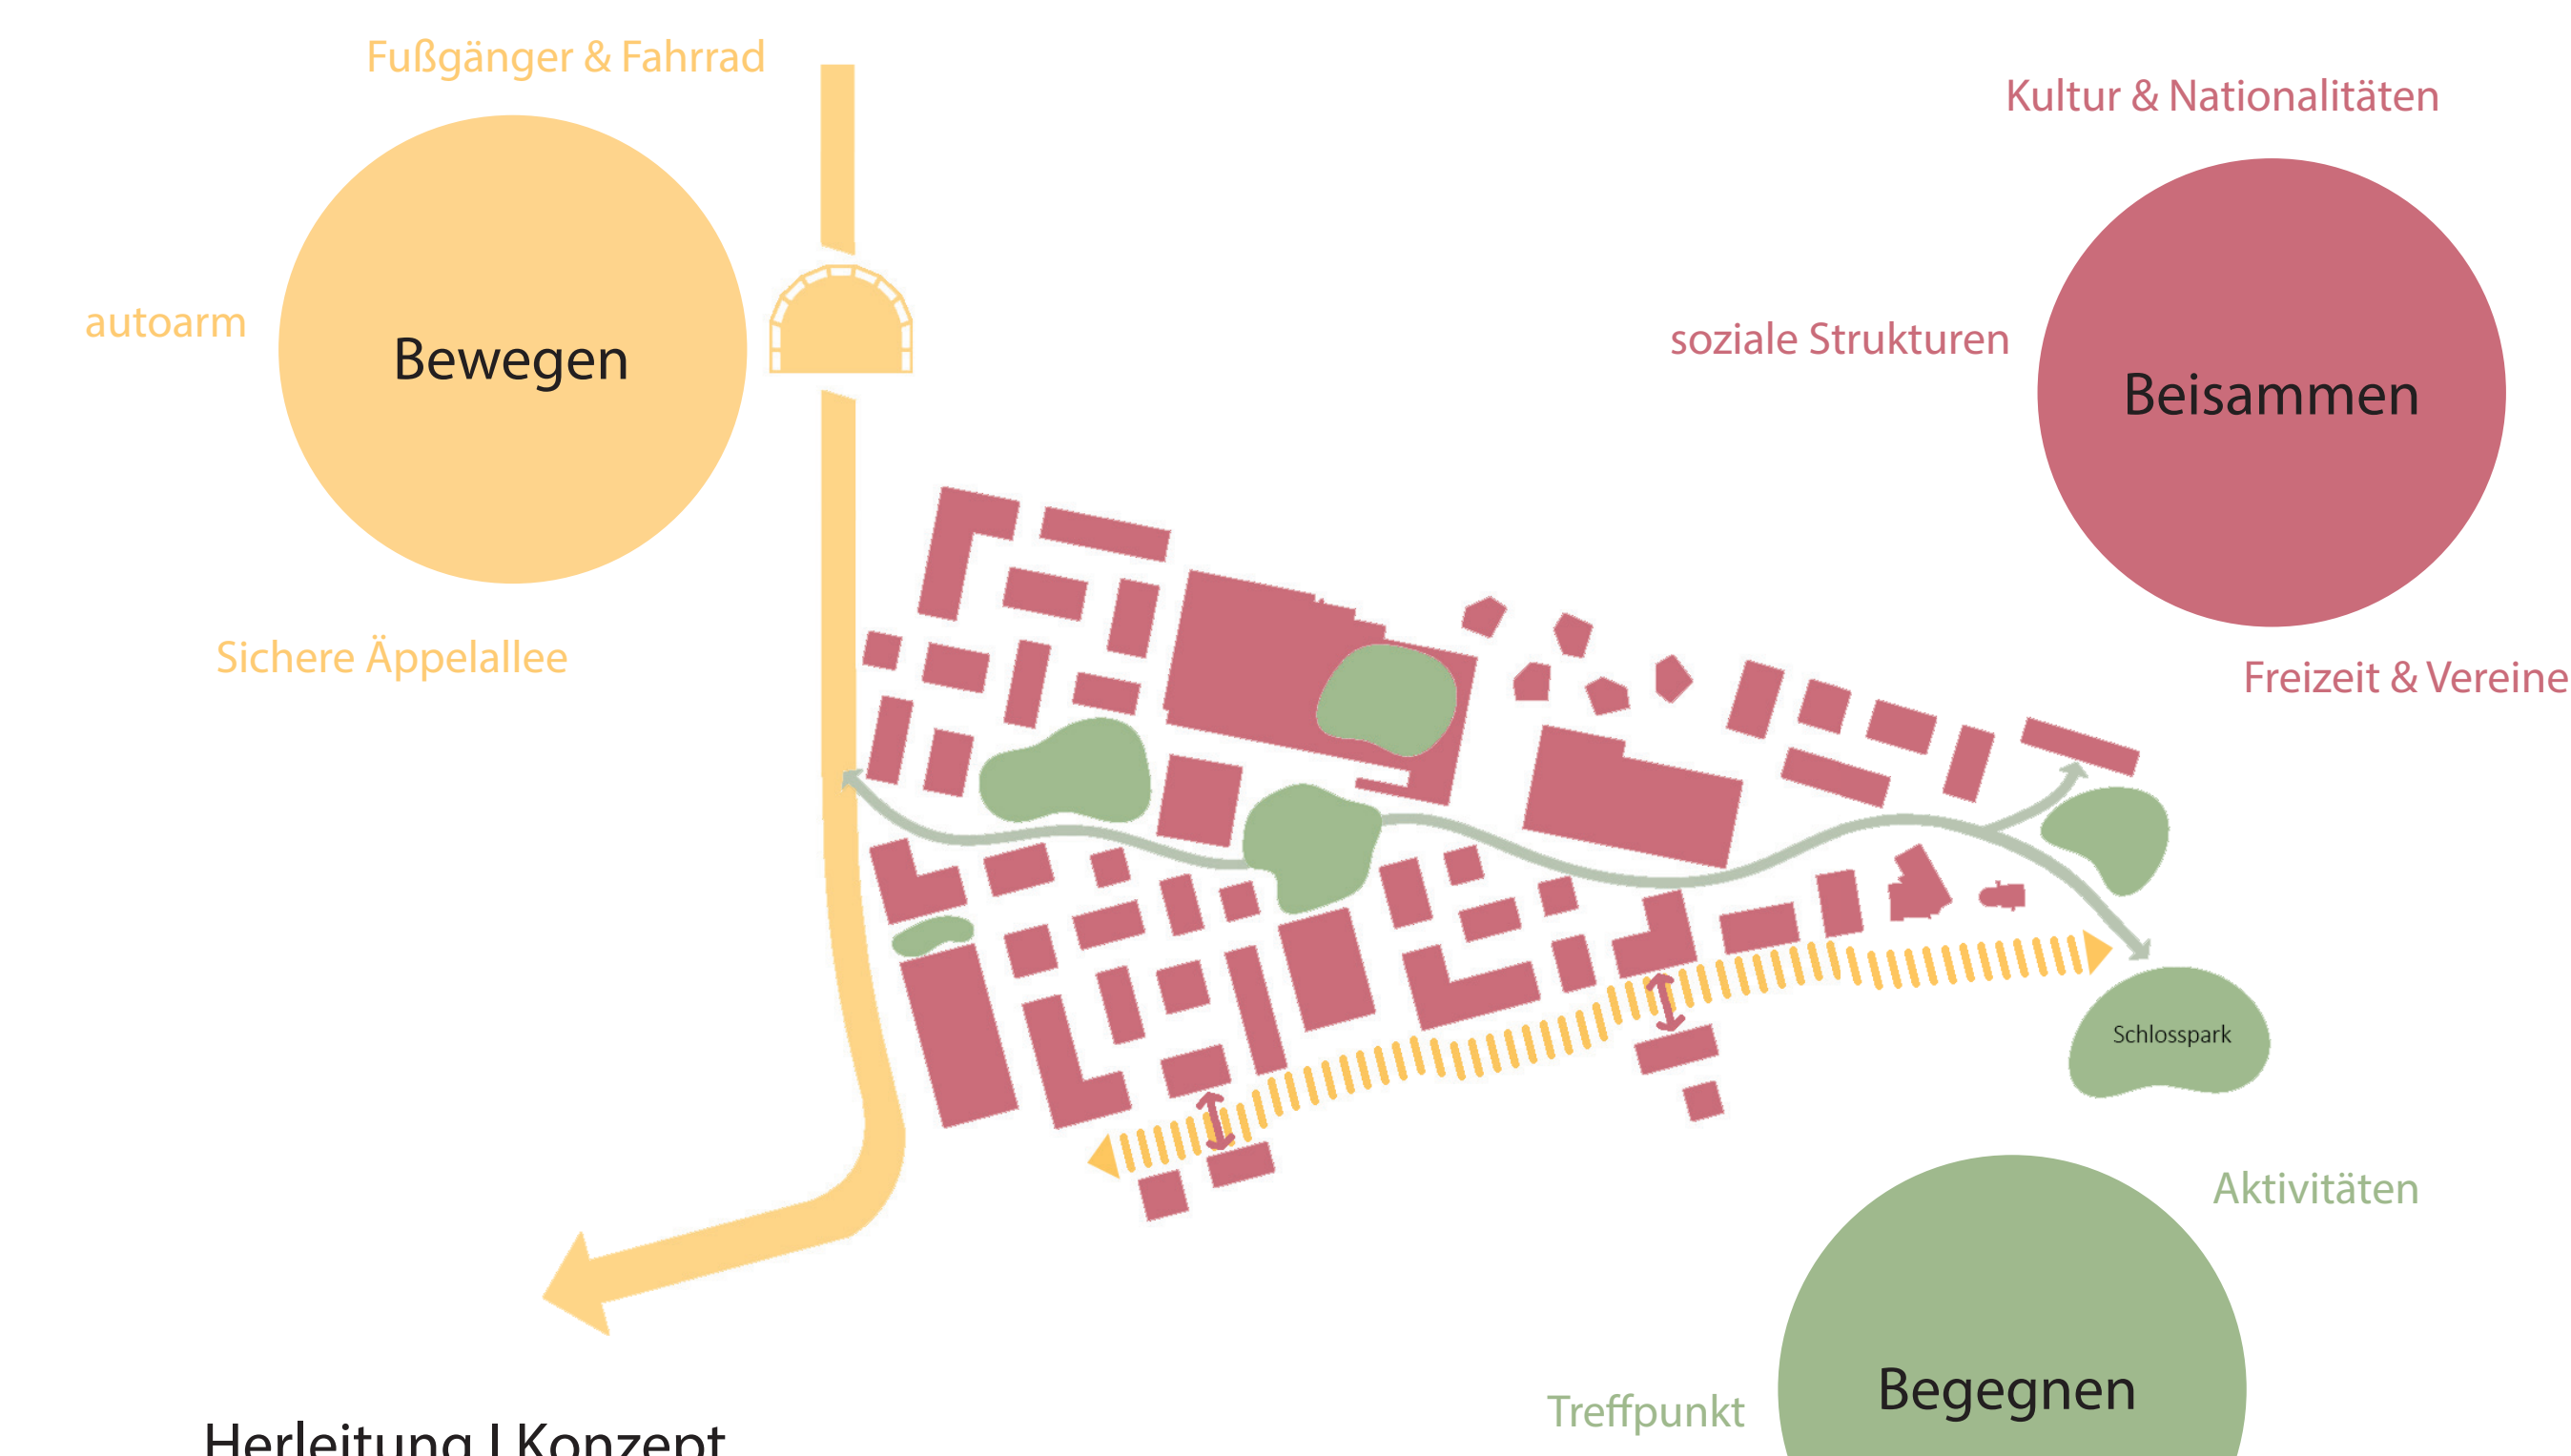 Fußgänger & Fahrrad
autoarm
Bewegen
Sichere Äppelallee
Kultur & Nationalitäten
soziale Strukturen
Beisammen
Freizeit & Vereine
Schlosspark
Aktivitäten
Begegnen
Treffpunkt
Herleitung I Konzept